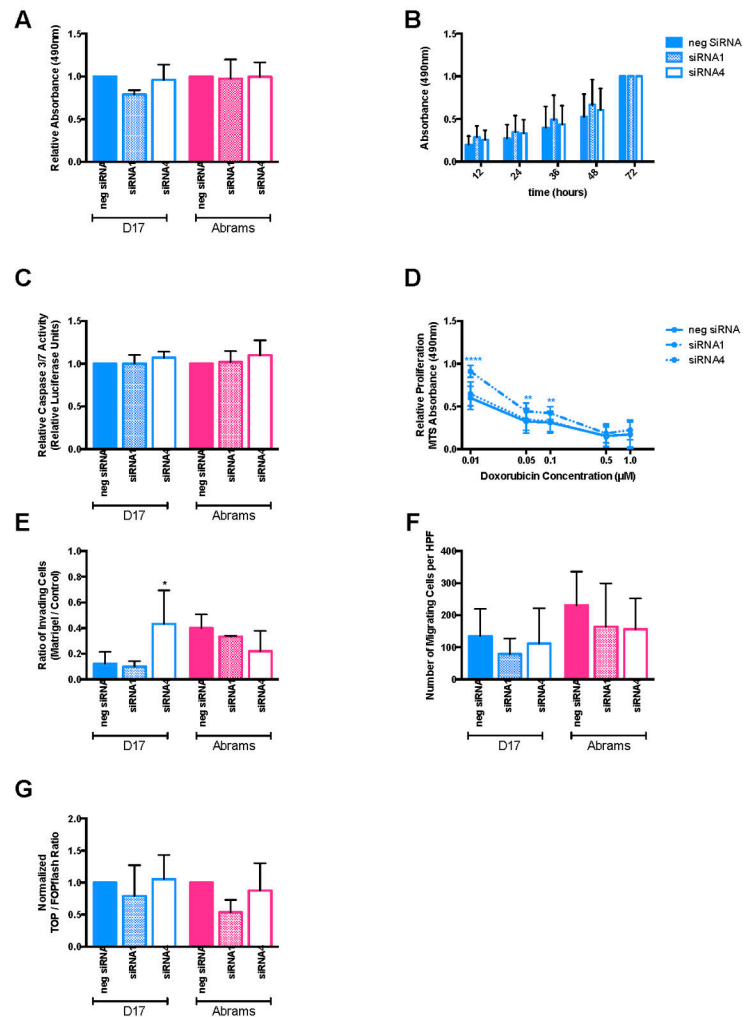 A
Relative Absorbance (490nm)
1.5
1.0
0.5
0.0
neg siRNA
siRNA1
siRNA4
neg siRNA
siRNA1
siRNA4
D17
Abrams
B
Absorbance (490nm)
1.5
1.0
0.5
0.0
12
24
36
48
72
time (hours)
neg SiRNA
siRNA1
siRNA4
C
Relative Caspase 3/7 Activity
(Relative Luciferase Units)
1.5
1.0
0.5
0.0
neg siRNA
siRNA1
siRNA4
neg siRNA
siRNA1
siRNA4
D17
Abrams
D
Relative Proliferation
MTS Absorbance (490nm)
1.5
1.0
0.5
0.0
****
**
**
0.01
0.05
0.1
0.5
1.0
Doxorubicin Concentration (µM)
neg siRNA
siRNA1
siRNA4
E
Ratio of Invading Cells
(Matrigel / Control)
1.0
0.8
0.6
0.4
0.2
0.0
*
neg siRNA
siRNA1
siRNA4
neg siRNA
siRNA1
siRNA4
D17
Abrams
F
Number of Migrating Cells per HPF
400
300
200
100
0
neg siRNA
siRNA1
siRNA4
neg siRNA
siRNA1
siRNA4
D17
Abrams
G
Normalized
TOP / FOPflash Ratio
2.0
1.5
1.0
0.5
0.0
neg siRNA
siRNA1
siRNA4
neg siRNA
siRNA1
siRNA4
D17
Abrams